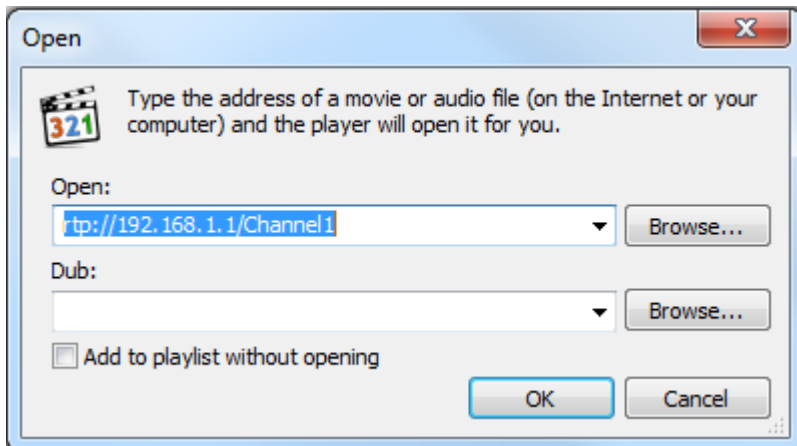 Open
321
Type the address of a movie or audio file (on the Internet or your
computer) and the player will open it for you.
Open:
rtp://192.168.1.1/Channel1
Browse...
Dub:
Browse...
Add to playlist without opening
OK
Cancel